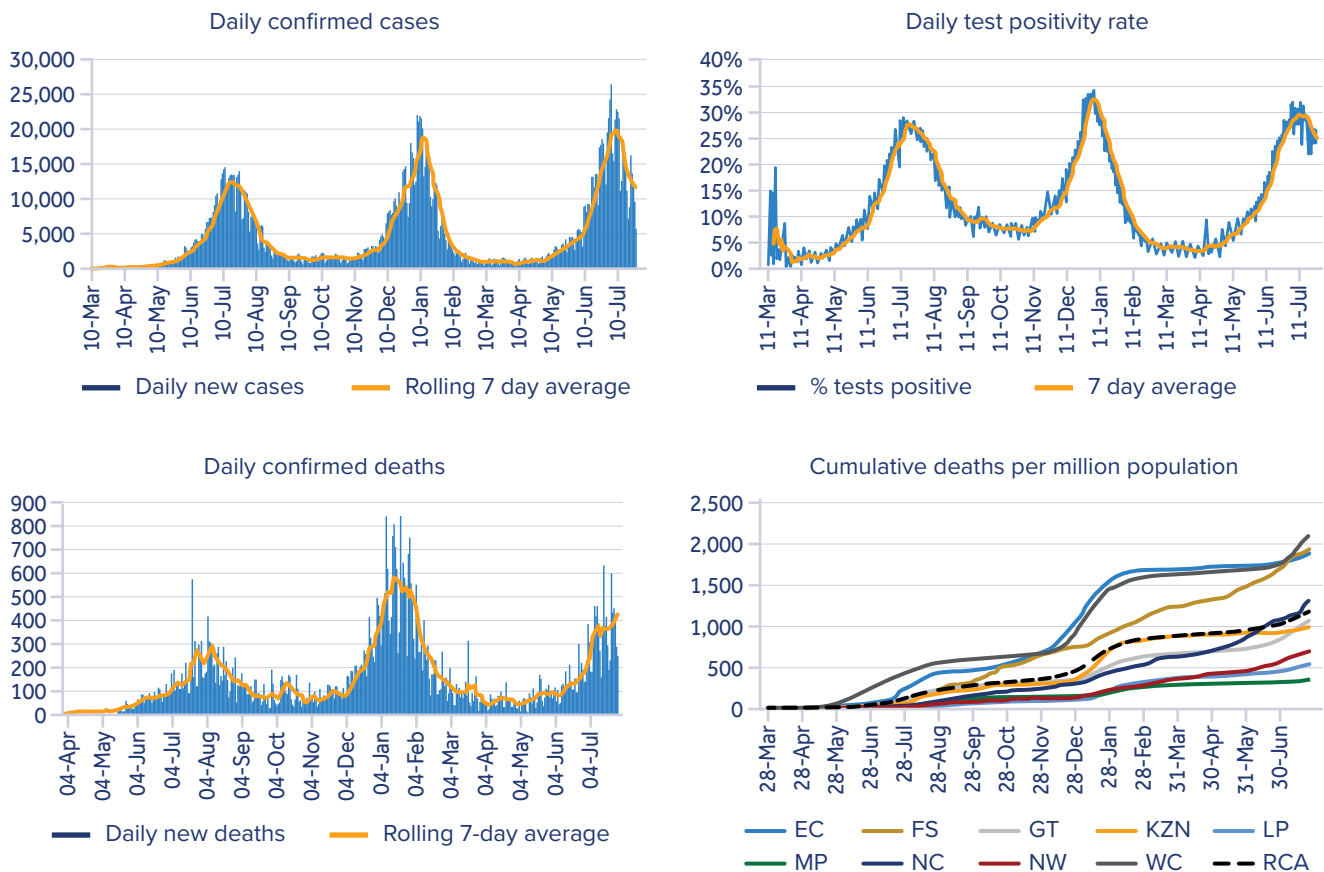 Daily confirmed cases
30,000
25,000
20,000
15,000
10,000
5,000
0
10-Mar 10-Apr 10-May 10-Jun 10-Jul 10-Aug 10-Sep 10-Oct 10-Nov 10-Dec 10-Jan 10-Feb 10-Mar 10-Apr 10-May 10-Jun 10-Jul
Daily new cases Rolling 7 day average
Daily test positivity rate
40%
35%
30%
25%
20%
15%
10%
5%
0%
11-Mar 11-Apr 11-May 11-Jun 11-Jul 11-Aug 11-Sep 11-Oct 11-Nov 11-Dec 11-Jan 11-Feb 11-Mar 11-Apr 11-May 11-Jun 11-Jul
% tests positive 7 day average
Daily confirmed deaths
900
800
700
600
500
400
300
200
100
0
04-Apr 04-May 04-Jun 04-Jul 04-Aug 04-Sep 04-Oct 04-Nov 04-Dec 04-Jan 04-Feb 04-Mar 04-Apr 04-May 04-Jun 04-Jul
Daily new deaths Rolling 7-day average
Cumulative deaths per million population
2,500
2,000
1,500
1,000
500
0
28-Mar 28-Apr 28-May 28-Jun 28-Jul 28-Aug 28-Sep 28-Oct 28-Nov 28-Dec 28-Jan 28-Feb 31-Mar 30-Apr 31-May 30-Jun
EC FS GT KZN LP
MP NC NW WC RCA